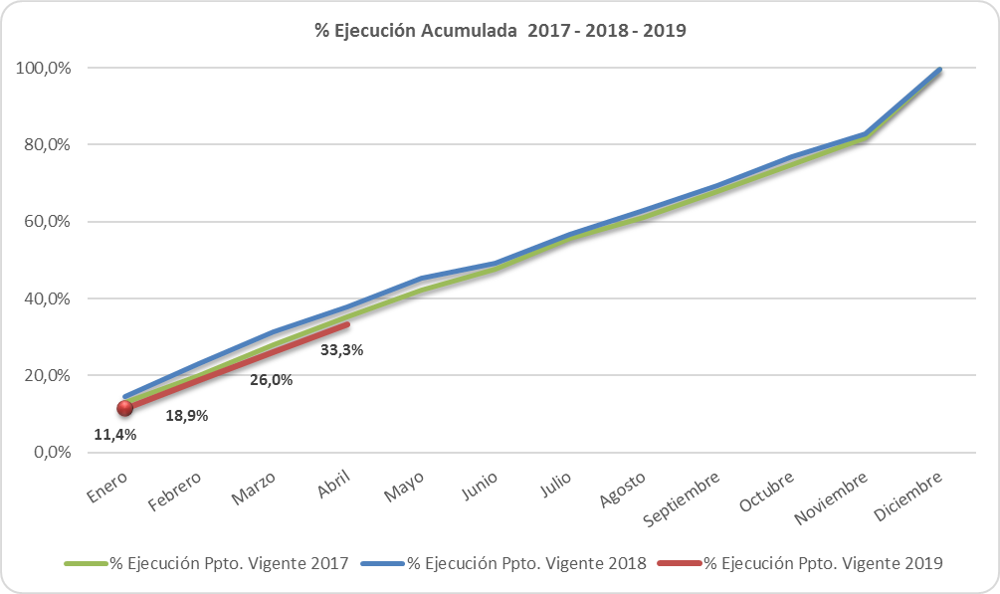 % Ejecución Acumulada 2017 - 2018 - 2019
100,0%
80,0%
60,0%
40,0%
20,0%
0,0%
33,3%
26,0%
18,9%
11,4%
Enero
Febrero
Marzo
Abril
Mayo
Junio
Julio
Agosto
Septiembre
Octubre
Noviembre
Diciembre
% Ejecución Ppto. Vigente 2017
% Ejecución Ppto. Vigente 2018
% Ejecución Ppto. Vigente 2019